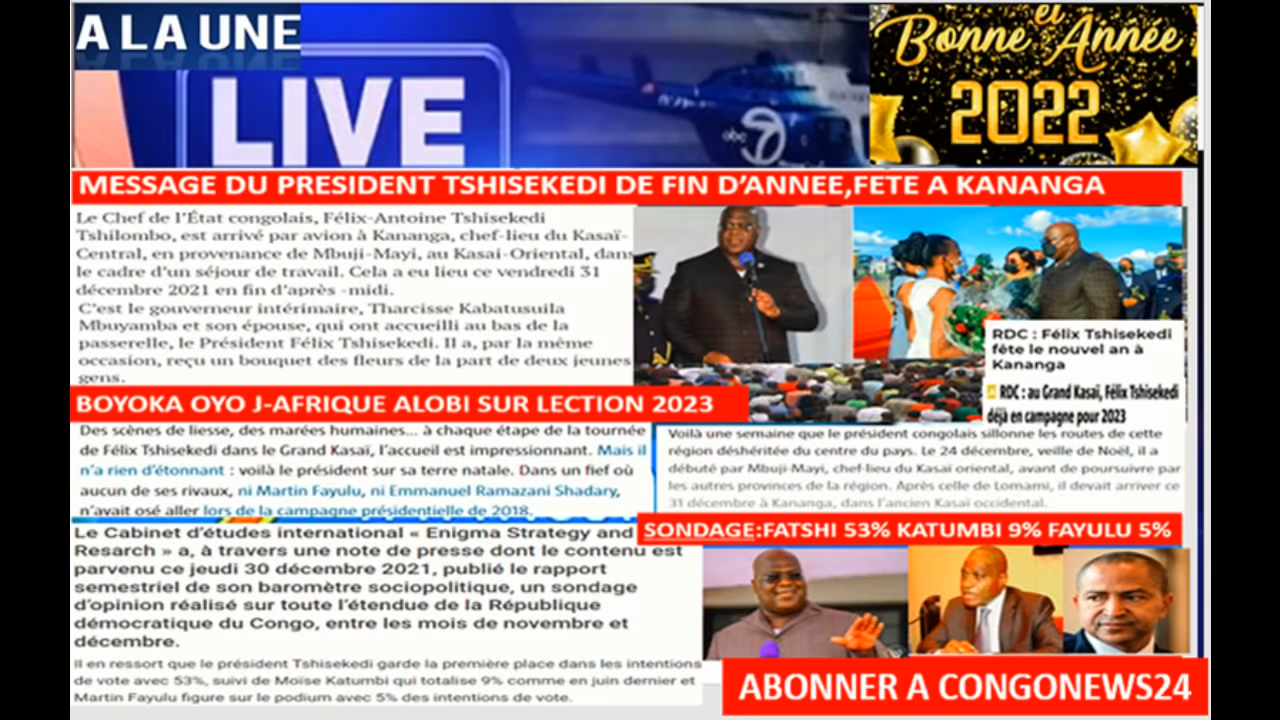 A LA UNE
LIVE
abc 7
et
Bonne Année
2022
MESSAGE DU PRESIDENT TSHISEKEDI DE FIN D'ANNEE,FETE A KANANGA
Le Chef de l'État congolais, Félix-Antoine Tshisekedi
Tshilombo, est arrivé par avion à Kananga, chef-lieu du Kasaï-
Central, en provenance de Mbuji-Mayi, au Kasai-Oriental, dans
le cadre d'un séjour de travail. Cela a eu lieu ce vendredi 31
décembre 2021 en fin d'après -midi.
C'est le gouverneur intérimaire, Tharcisse Kabatusuila
Mbuyamba et son épouse, qui ont accueilli au bas de la
passerelle, le Président Félix Tshisekedi. Il a, par la même
occasion, reçu un bouquet des fleurs de la part de deux jeunes
gens.
RDC : Félix Tshisekedi
fête le nouvel an à
Kananga
RDC : au Grand Kasaï, Félix Tshisekedi
déjà en campagne pour 2023
BOYOKA OYO J-AFRIQUE ALOBI SUR LECTION 2023
Des scènes de liesse, des marées humaines... à chaque étape de la tournée
de Félix Tshisekedi dans le Grand Kasaï, l'accueil est impressionnant. Mais il
n'a rien d'étonnant : voilà le président sur sa terre natale. Dans un fief où
aucun de ses rivaux, ni Martin Fayulu, ni Emmanuel Ramazani Shadary,
n'avait osé aller lors de la campagne présidentielle de 2018.
Voilà une semaine que le président congolais sillonne les routes de cette
région déshéritée du centre du pays. Le 24 décembre, veille de Noël, il a
débuté par Mbuji-Mayi, chef-lieu du Kasaï oriental, avant de poursuivre par
les autres provinces de la région. Après celle de Lomami, il devait arriver ce
31 décembre à Kananga, dans l'ancien Kasaï occidental.
SONDAGE:FATSHI 53% KATUMBI 9% FAYULU 5%
Le Cabinet d'études international « Enigma Strategy and
Resarch » a, à travers une note de presse dont le contenu est
parvenu ce jeudi 30 décembre 2021, publié le rapport
semestriel de son baromètre sociopolitique, un sondage
d'opinion réalisé sur toute l'étendue de la République
démocratique du Congo, entre les mois de novembre et
décembre.
Il en ressort que le président Tshisekedi garde la première place dans les intentions
de vote avec 53%, suivi de Moïse Katumbi qui totalise 9% comme en juin dernier et
Martin Fayulu figure sur le podium avec 5% des intentions de vote.
ABONNER A CONGONEWS24